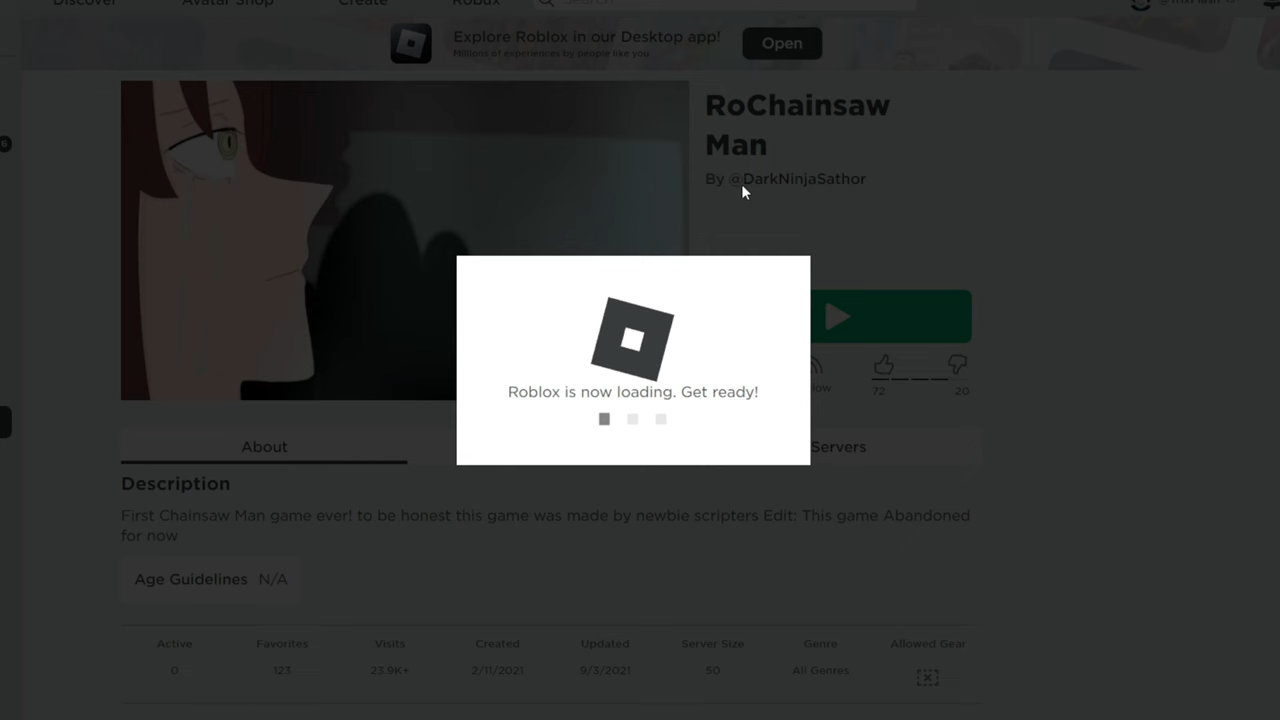 Discover Avatar Shop Create Robux Search
Explore Roblox in our Desktop app!
Millions of experiences by people like you
Open
RoChainsaw
Man
By @DarkNinjaSathor
Roblox is now loading. Get ready!
72 20
About Servers
Description
First Chainsaw Man game ever! to be honest this game was made by newbie scripters Edit: This game Abandoned
for now
Age Guidelines N/A
Active Favorites Visits Created Updated Server Size Genre Allowed Gear
0 123 23.9K+ 2/11/2021 9/3/2021 50 All Genres